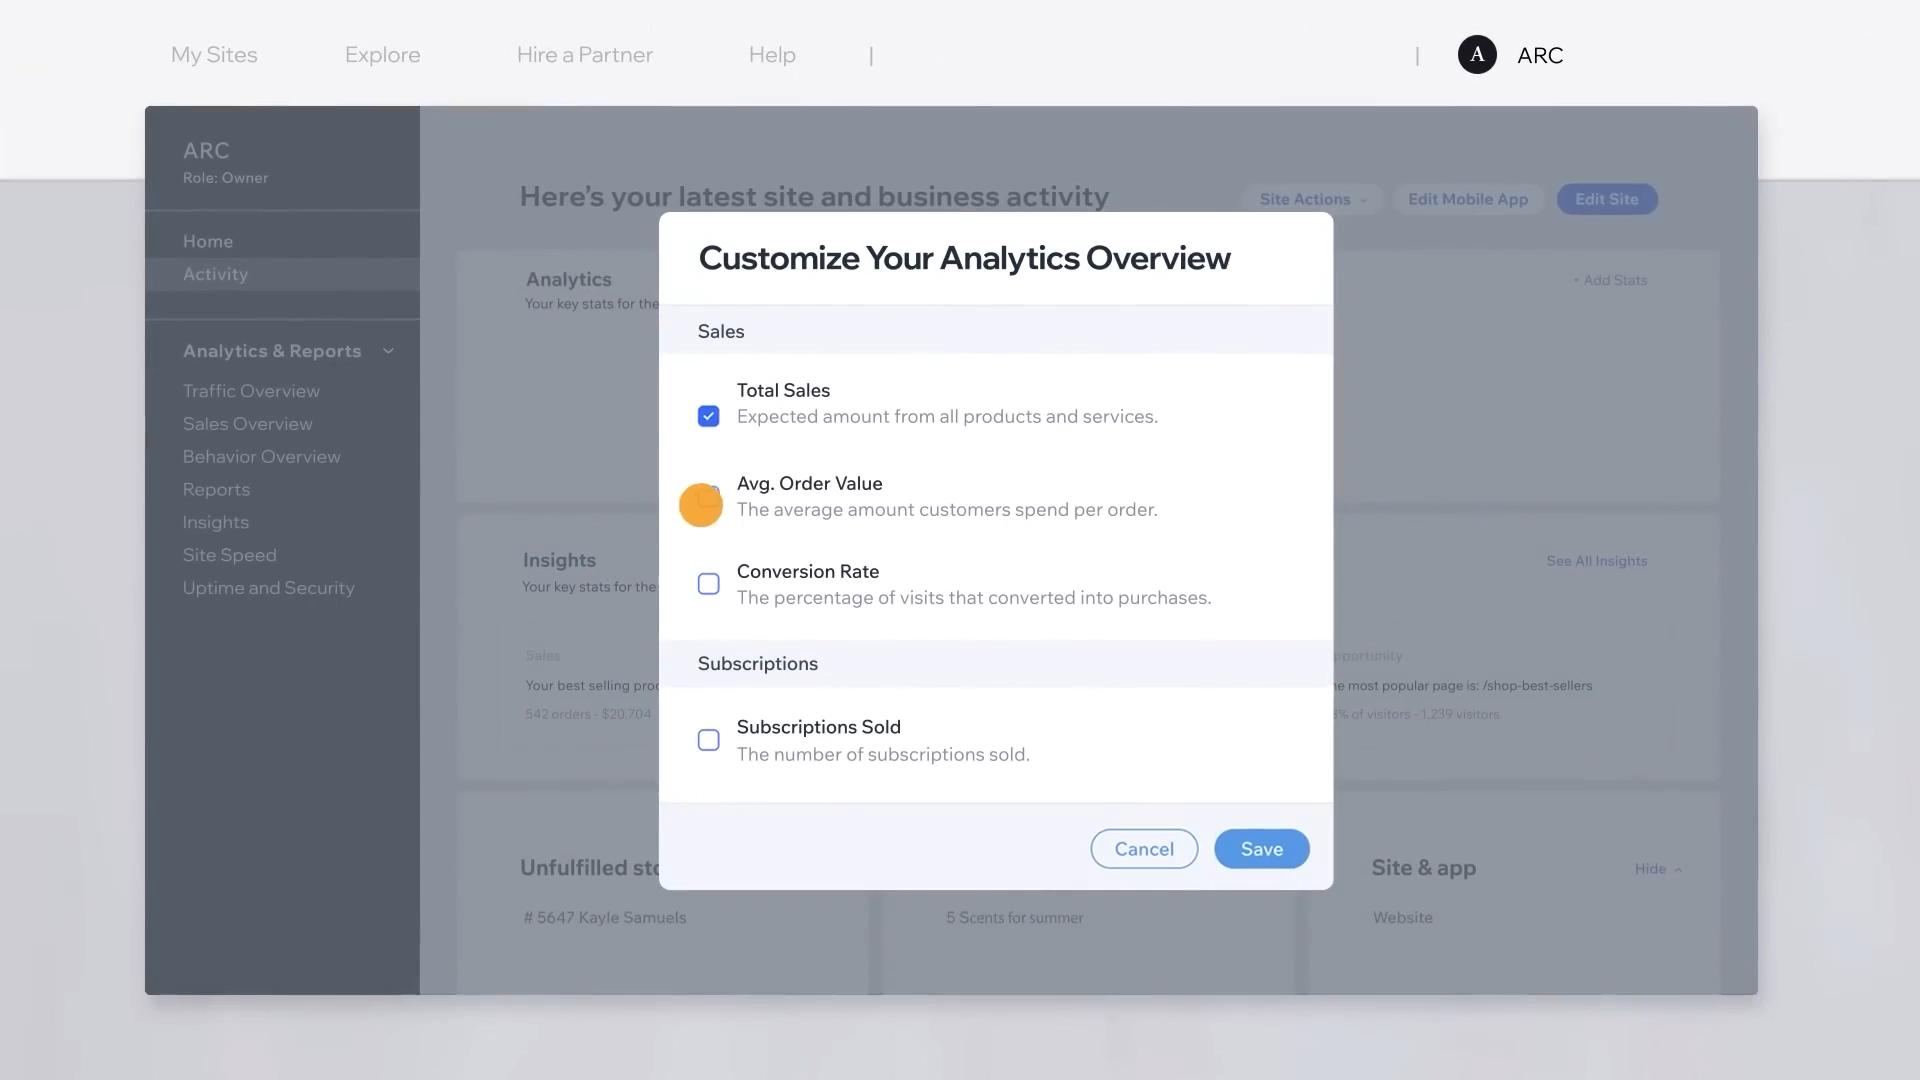 My Sites
Explore
Hire a Partner
Help
A
ARC
ARC
Role: Owner
Home
Activity
Analytics & Reports
Traffic Overview
Sales Overview
Behavior Overview
Reports
Insights
Site Speed
Uptime and Security
Here's your latest site and business activity
Site Actions
Edit Mobile App
Edit Site
Analytics
Your key stats for the
+ Add Stats
Customize Your Analytics Overview
Sales
Total Sales
Expected amount from all products and services.
Avg. Order Value
The average amount customers spend per order.
Conversion Rate
The percentage of visits that converted into purchases.
Subscriptions
Subscriptions Sold
The number of subscriptions sold.
Cancel
Save
Insights
Your key stats for the
See All Insights
Sales
Your best selling
542 orders - $20,704
most popular page is: /shop-best-sellers
% of visitors - 1,239 visitors
Unfulfilled
# 5647 Kayle Samuels
5 Scents for summer
Site & app
Hide
Website